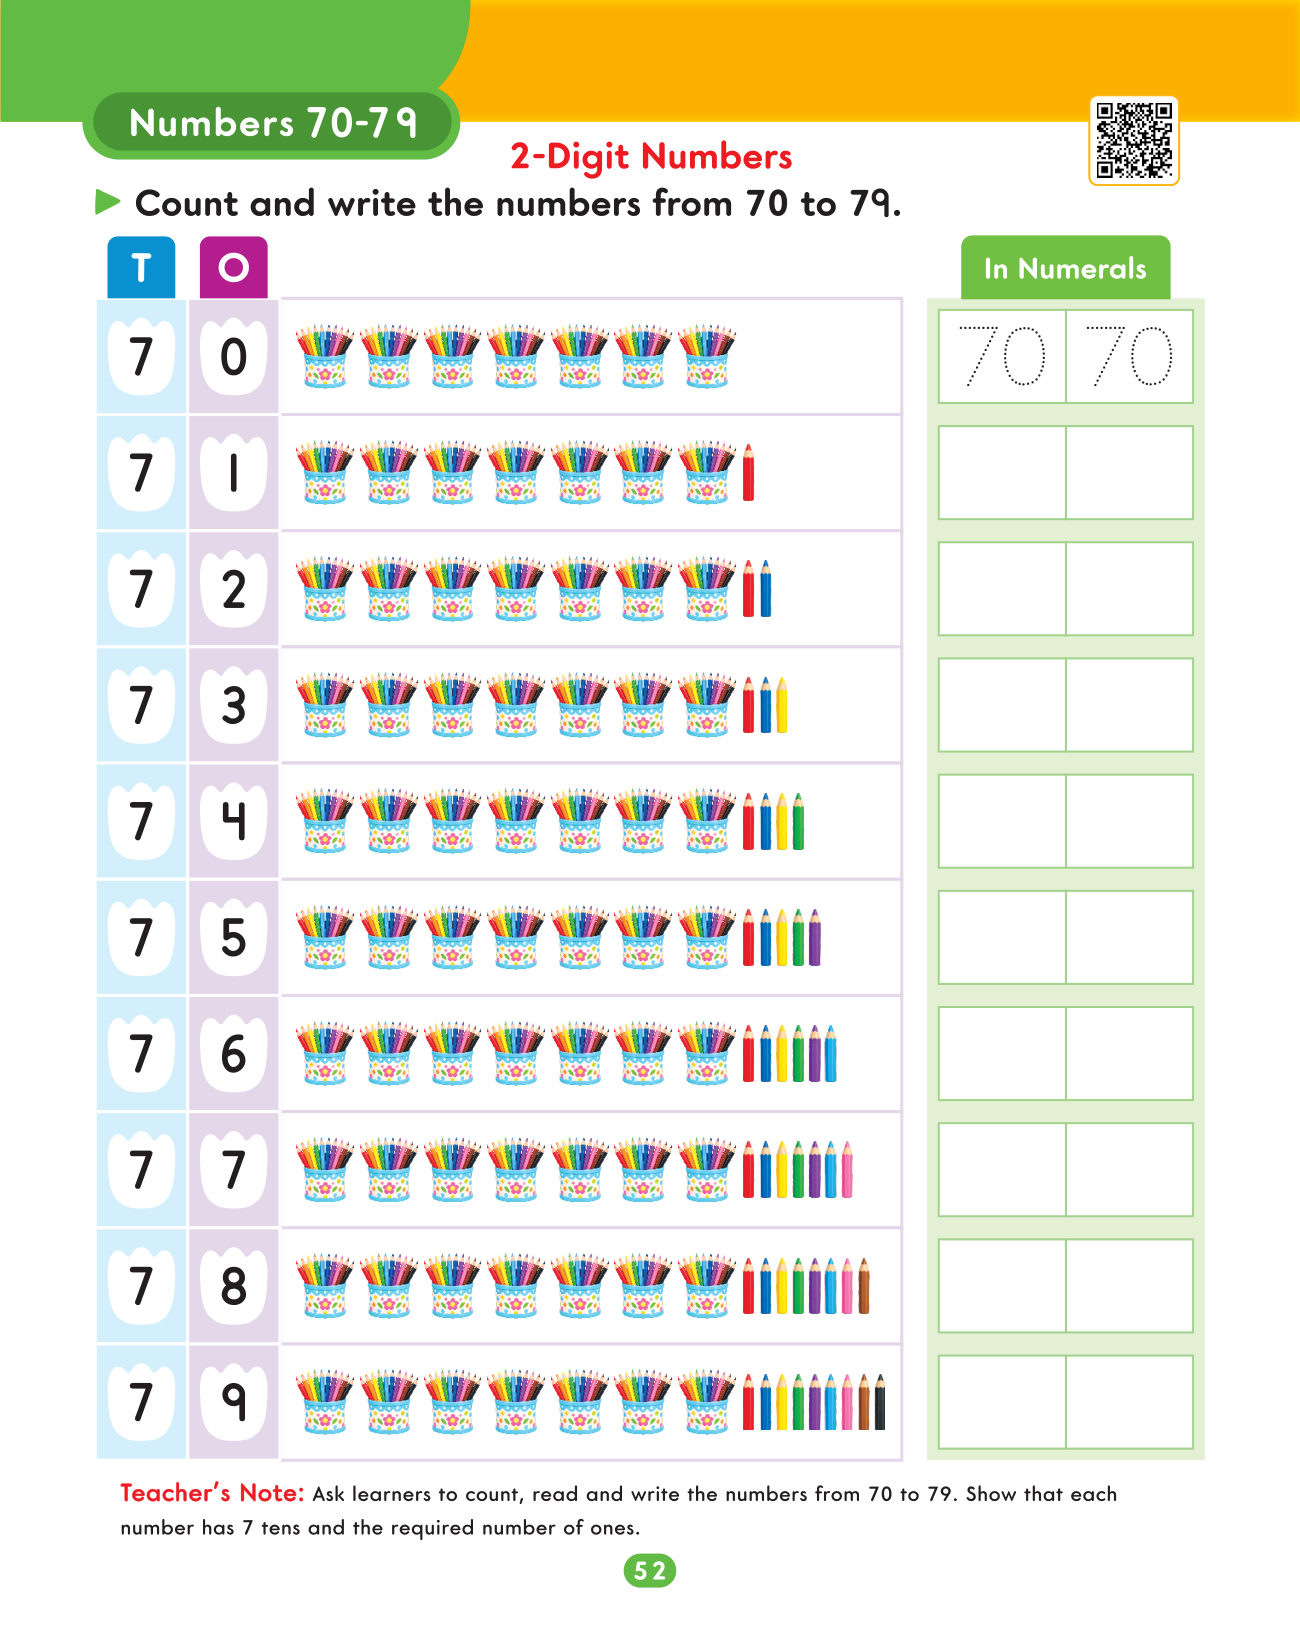 Numbers 70-79
2-Digit Numbers
Count and write the numbers from 70 to 79.
T O In Numerals
7 0 70 70
7 1
7 2
7 3
7 4
7 5
7 6
7 7
7 8
7 9
Teacher's Note: Ask learners to count, read and write the numbers from 70 to 79. Show that each
number has 7 tens and the required number of ones.
52